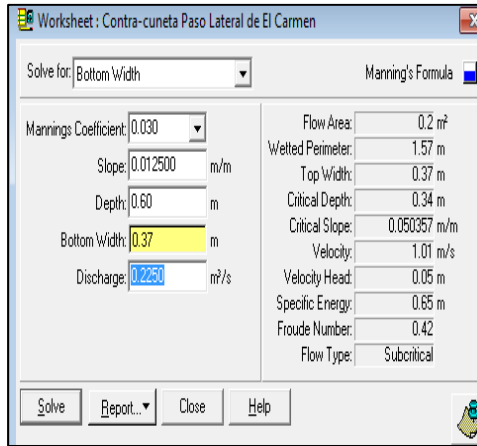 Worksheet : Contra-cuneta Paso Lateral de El Carmen
Solve for: Bottom Width
Manning's Formula
Mannings Coefficient: 0.030
Slope: 0.012500 m/m
Depth: 0.60 m
Bottom Width: 0.37 m
Discharge: 0.2250 m³/s
Flow Area: 0.2 m²
Wetted Perimeter: 1.57 m
Top Width: 0.37 m
Critical Depth: 0.34 m
Critical Slope: 0.050357 m/m
Velocity: 1.01 m/s
Velocity Head: 0.05 m
Specific Energy: 0.65 m
Froude Number: 0.42
Flow Type: Subcritical
Solve Report... Close Help